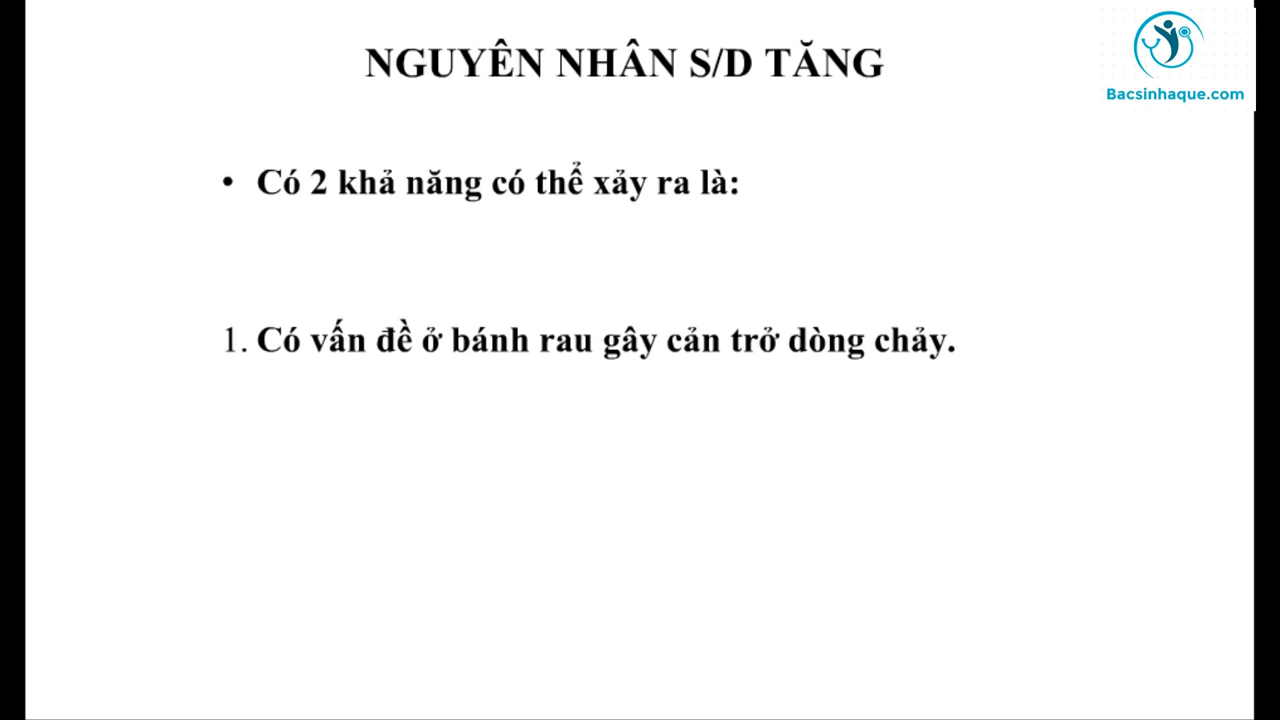 NGUYÊN NHÂN S/D TĂNG
Bacsinhaque.com
• Có 2 khả năng có thể xảy ra là:
1. Có vấn đề ở bánh rau gây cản trở dòng chảy.